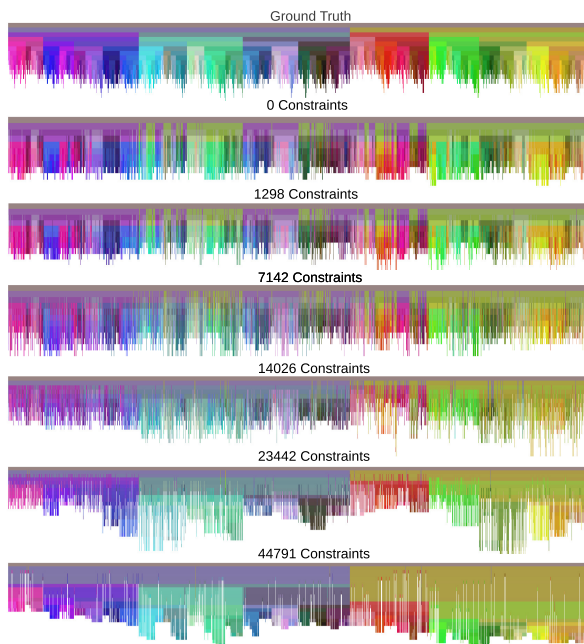 Ground Truth
0 Constraints
1298 Constraints
7142 Constraints
14026 Constraints
23442 Constraints
44791 Constraints